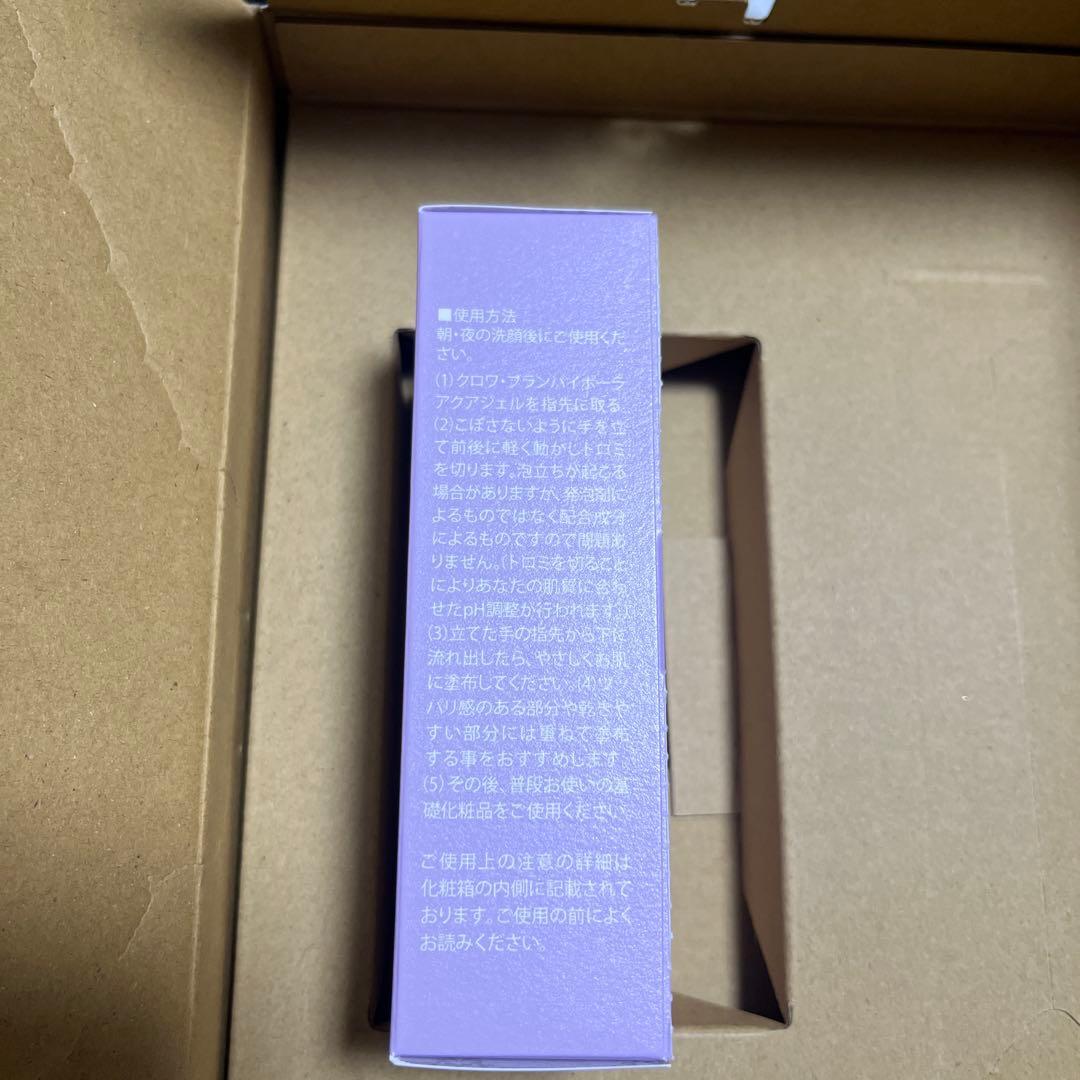 ■使用方法
朝・夜の洗顔後にご使用くだ
さい。
(1)クロワ・ブランバイポーラ
アクアジェルを指先に取る
(2)こぼさないように手を立
て前後に軽く動かしトロミ
を切ります。泡立ちが起こる
場合がありますが、発泡剤に
よるものではなく配合成分
によるものですので問題あ
りません。(トロミを切ること
によりあなたの肌質に合わ
せたpH調整が行われます。)
(3)立てた手の指先から下に
流れ出したら、やさしくお肌
に塗布してください。(4)ツッ
パリ感のある部分や乾きや
すい部分には重ねて塗布
する事をおすすめします。
(5)その後、普段お使いの基
礎化粧品をご使用ください。
ご使用上の注意の詳細は
化粧箱の内側に記載されて
おります。ご使用の前によく
お読みください。